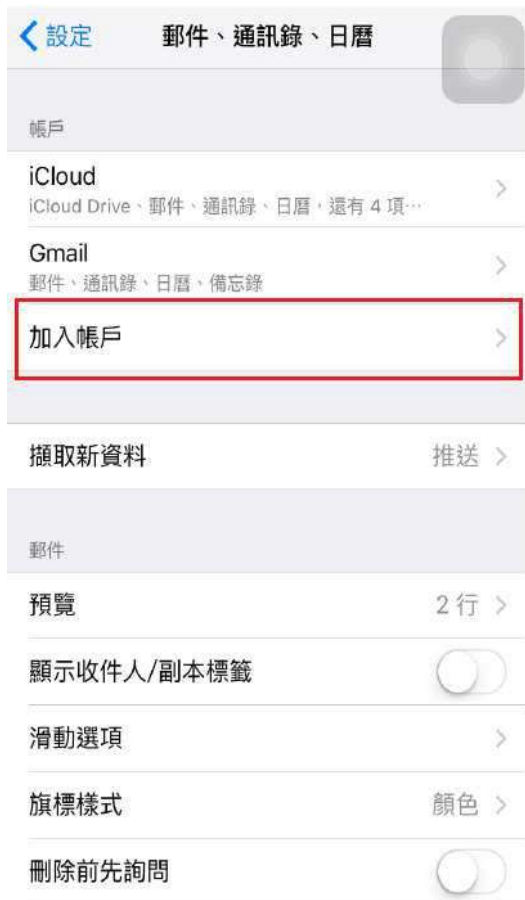 設定
郵件、通訊錄、日曆
帳戶
iCloud
iCloud Drive、郵件、通訊錄、日曆，還有 4 項⋯
Gmail
郵件、通訊錄、日曆、備忘錄
加入帳戶
擷取新資料 推送
郵件
預覽 2 行
顯示收件人/副本標籤
滑動選項
旗標樣式 顏色
刪除前先詢問